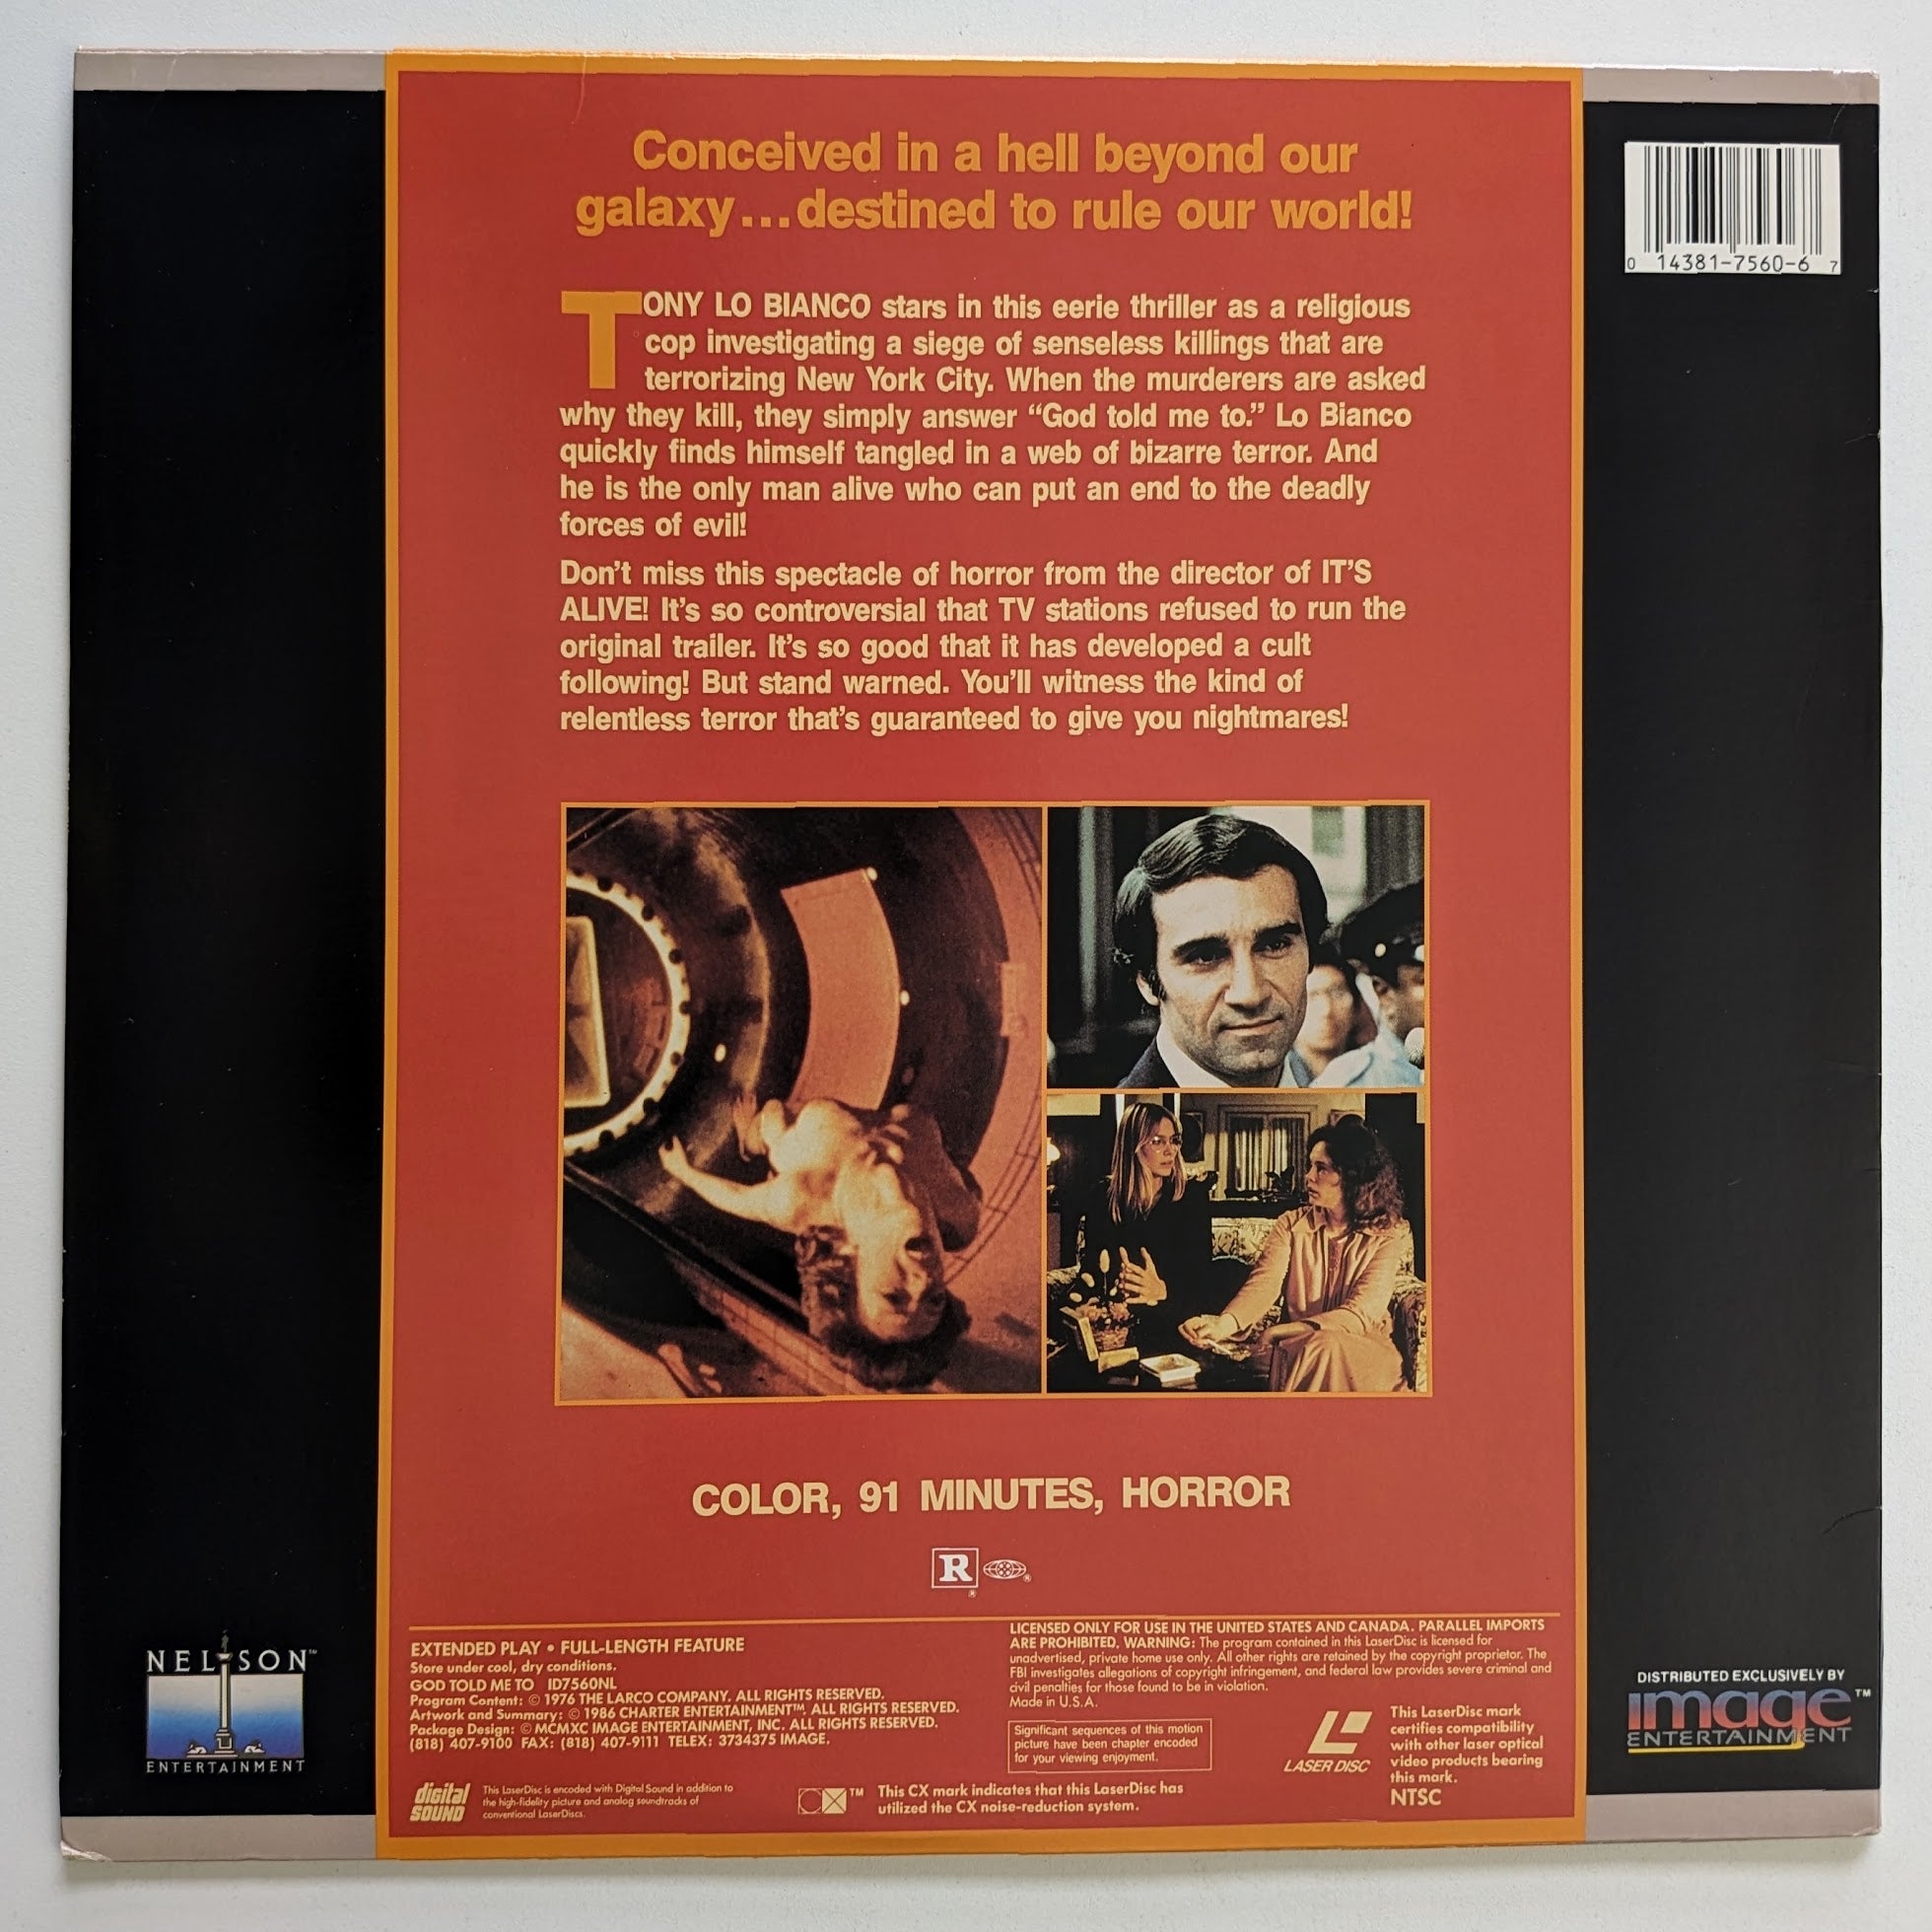 Conceived in a hell beyond our
galaxy...destined to rule our world!
0 14381-7560-6 7
TONY LO BIANCO stars in this eerie thriller as a religious
cop investigating a siege of senseless killings that are
terrorizing New York City. When the murderers are asked
why they kill, they simply answer “God told me to.” Lo Bianco
quickly finds himself tangled in a web of bizarre terror. And
he is the only man alive who can put an end to the deadly
forces of evil!
Don’t miss this spectacle of horror from the director of IT’S
ALIVE! It’s so controversial that TV stations refused to run the
original trailer. It’s so good that it has developed a cult
following! But stand warned. You’ll witness the kind of
relentless terror that’s guaranteed to give you nightmares!
COLOR, 91 MINUTES, HORROR
R ® ®
NELSON™
ENTERTAINMENT
EXTENDED PLAY • FULL-LENGTH FEATURE
Store under cool, dry conditions.
GOD TOLD ME TO ID7560NL
Program Content: © 1976 THE LARCO COMPANY. ALL RIGHTS RESERVED.
Artwork and Summary: © 1986 CHARTER ENTERTAINMENT™. ALL RIGHTS RESERVED.
Package Design: © MCMXC IMAGE ENTERTAINMENT, INC. ALL RIGHTS RESERVED.
(818) 407-9100 FAX: (818) 407-9111 TELEX: 3734375 IMAGE.
digital
SOUND
This LaserDisc is encoded with Digital Sound in addition to
the high-fidelity picture and analog soundtracks of
conventional LaserDiscs.
LICENSED ONLY FOR USE IN THE UNITED STATES AND CANADA. PARALLEL IMPORTS
ARE PROHIBITED. WARNING: The program contained in this LaserDisc is licensed for
unadvertised, private home use only. All other rights are retained by the copyright proprietor. The
FBI investigates allegations of copyright infringement, and federal law provides severe criminal and
civil penalties for those found to be in violation.
Made in U.S.A.
Significant sequences of this motion
picture have been chapter encoded
for your viewing enjoyment.
CX™
This CX mark indicates that this LaserDisc has
utilized the CX noise-reduction system.
LASER DISC
This LaserDisc mark
certifies compatibility
with other laser optical
video products bearing
this mark.
NTSC
DISTRIBUTED EXCLUSIVELY BY
image™
ENTERTAINMENT